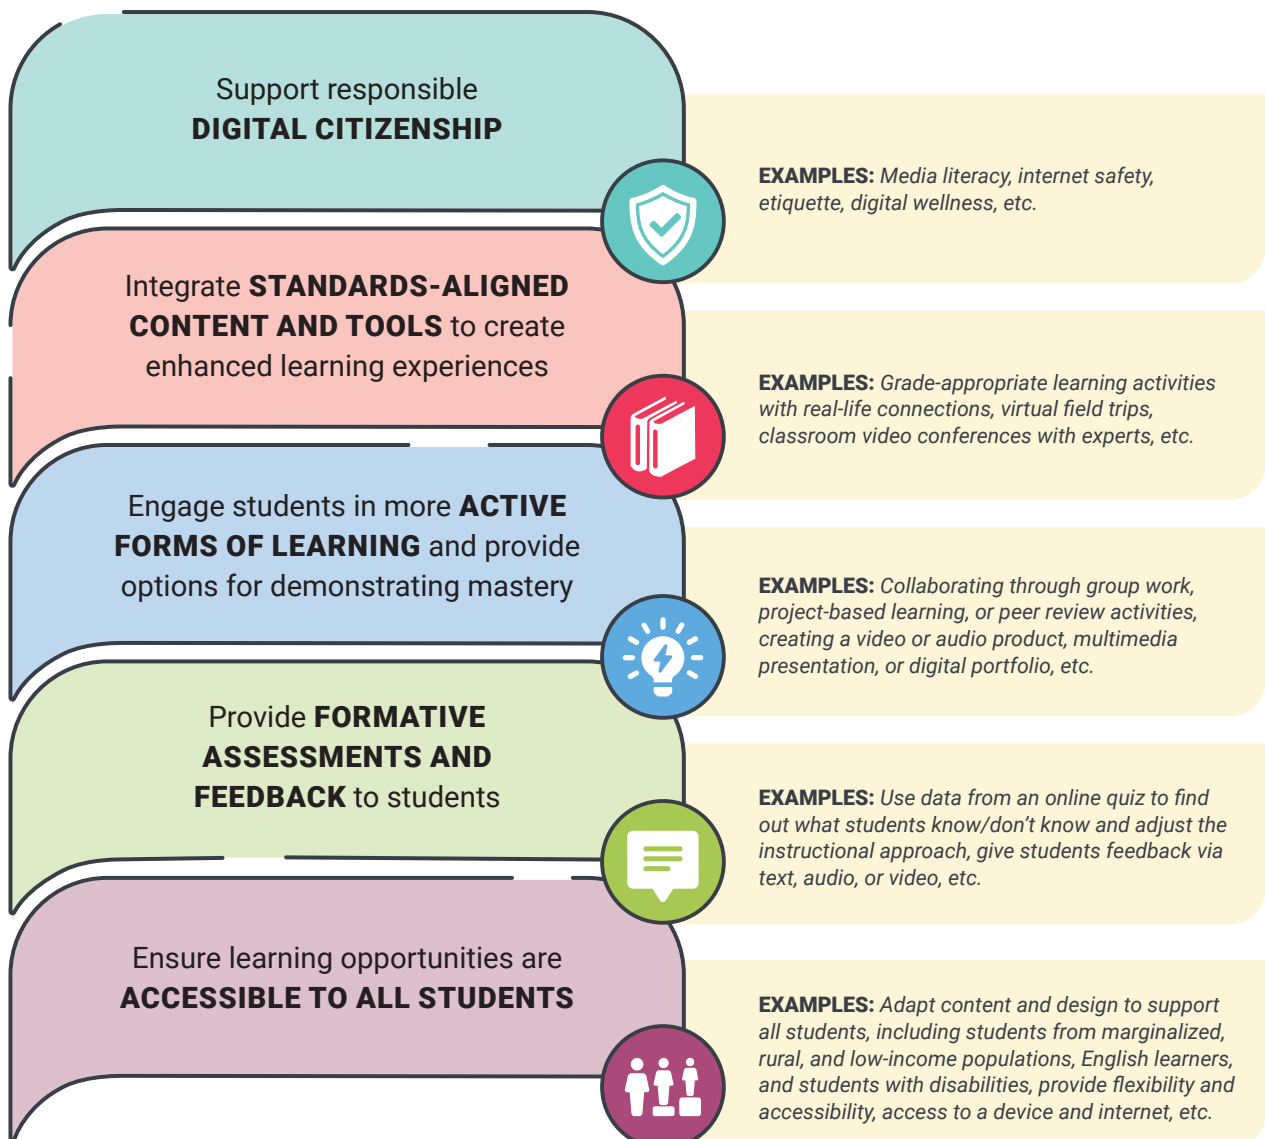 Support responsible
DIGITAL CITIZENSHIP
EXAMPLES: Media literacy, internet safety,
etiquette, digital wellness, etc.
Integrate STANDARDS-ALIGNED
CONTENT AND TOOLS to create
enhanced learning experiences
EXAMPLES: Grade-appropriate learning activities
with real-life connections, virtual field trips,
classroom video conferences with experts, etc.
Engage students in more ACTIVE
FORMS OF LEARNING and provide
options for demonstrating mastery
EXAMPLES: Collaborating through group work,
project-based learning, or peer review activities,
creating a video or audio product, multimedia
presentation, or digital portfolio, etc.
Provide FORMATIVE
ASSESSMENTS AND
FEEDBACK to students
EXAMPLES: Use data from an online quiz to find
out what students know/don’t know and adjust the
instructional approach, give students feedback via
text, audio, or video, etc.
Ensure learning opportunities are
ACCESSIBLE TO ALL STUDENTS
EXAMPLES: Adapt content and design to support
all students, including students from marginalized,
rural, and low-income populations, English learners,
and students with disabilities, provide flexibility and
accessibility, access to a device and internet, etc.